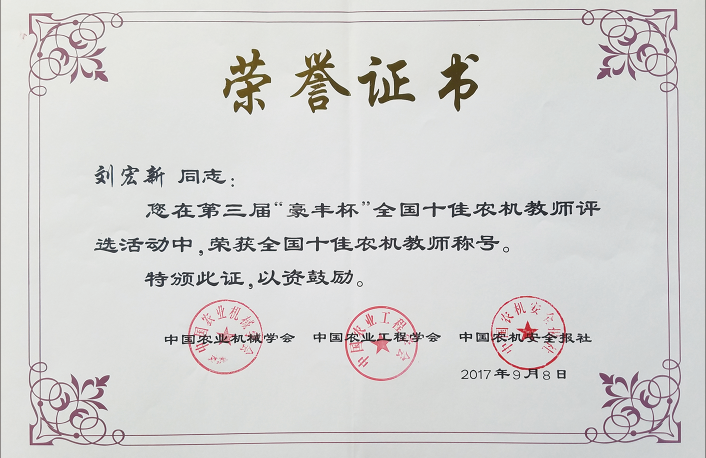 荣誉证书
刘宏新 同志：
您在第三届“豪丰杯”全国十佳农机教师评
选活动中，荣获全国十佳农机教师称号。
特颁此证，以资鼓励。
中国农业机械学会 中国农业工程学会 中国农机安全报社
2017年9月8日